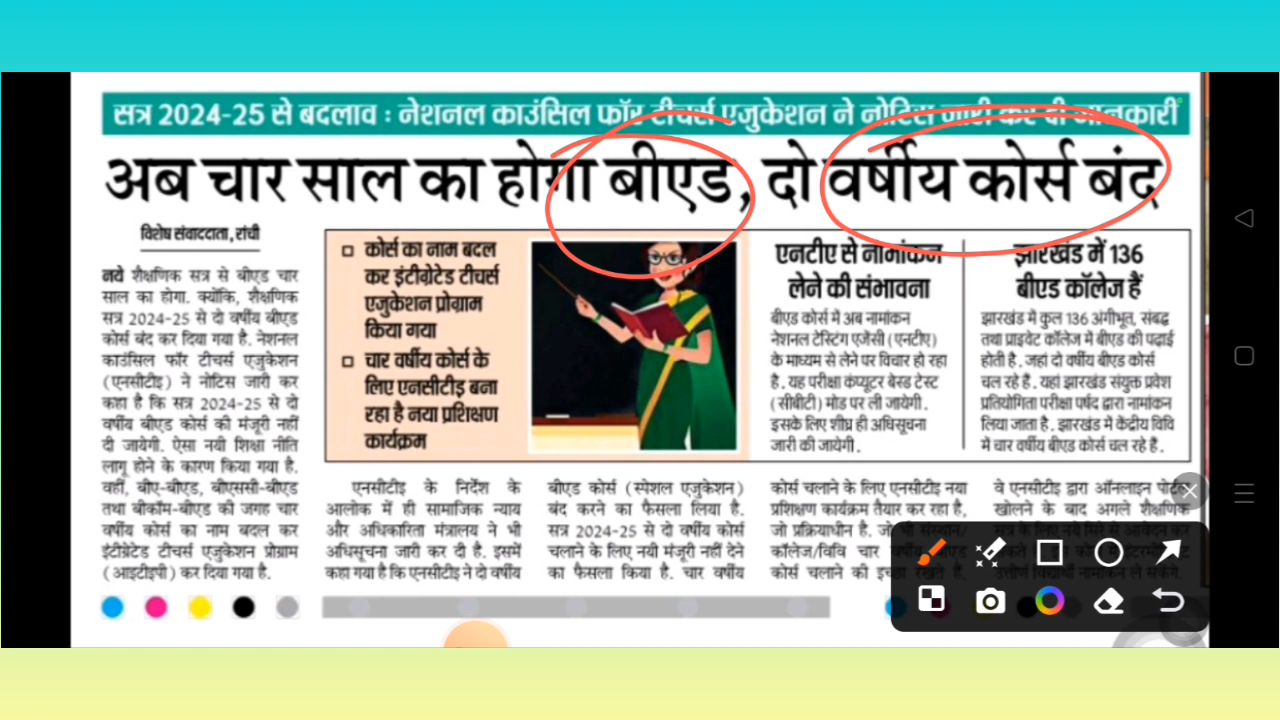 सत्र 2024-25 से बदलाव : नेशनल काउंसिल फॉर टीचर्स एजुकेशन ने नोटिस जारी कर दी जानकारी
अब चार साल का होगा बीएड, दो वर्षीय कोर्स बंद
विशेष संवाददाता, रांची
नये शैक्षणिक सत्र से बीएड चार
साल का होगा. क्योंकि, शैक्षणिक
सत्र 2024-25 से दो वर्षीय बीएड
कोर्स बंद कर दिया गया है. नेशनल
काउंसिल फॉर टीचर्स एजुकेशन
(एनसीटीइ) ने नोटिस जारी कर
कहा है कि सत्र 2024-25 से दो
वर्षीय बीएड कोर्स की मंजूरी नहीं
दी जायेगी. ऐसा नयी शिक्षा नीति
लागू होने के कारण किया गया है.
वहीं, बीए-बीएड, बीएससी-बीएड
तथा बीकॉम-बीएड की जगह चार
वर्षीय कोर्स का नाम बदल कर
इंटीग्रेटेड टीचर्स एजुकेशन प्रोग्राम
(आइटीइपी) कर दिया गया है.
कोर्स का नाम बदल
कर इंटीग्रेटेड टीचर्स
एजुकेशन प्रोग्राम
किया गया
चार वर्षीय कोर्स के
लिए एनसीटीइ बना
रहा है नया प्रशिक्षण
कार्यक्रम
एनटीए से नामांकन
लेने की संभावना
बीएड कोर्स में अब नामांकन
नेशनल टेस्टिंग एजेंसी (एनटीए)
के माध्यम से लेने पर विचार हो रहा
है. यह परीक्षा कंप्यूटर बेस्ड टेस्ट
(सीबीटी) मोड पर ली जायेगी.
इसके लिए शीघ्र ही अधिसूचना
जारी की जायेगी.
झारखंड में 136
बीएड कॉलेज हैं
झारखंड में कुल 136 अंगीभूत, संबद्ध
तथा प्राइवेट कॉलेज में बीएड की पढ़ाई
होती है. जहां दो वर्षीय बीएड कोर्स
चल रहे हैं. यहां झारखंड संयुक्त प्रवेश
प्रतियोगिता परीक्षा पर्षद द्वारा नामांकन
लिया जाता है. झारखंड में केंद्रीय विवि
में चार वर्षीय बीएड कोर्स चल रहे हैं.
एनसीटीइ के निर्देश के
आलोक में ही सामाजिक न्याय
और अधिकारिता मंत्रालय ने भी
अधिसूचना जारी कर दी है. इसमें
कहा गया है कि एनसीटीइ ने दो वर्षीय
बीएड कोर्स (स्पेशल एजुकेशन)
बंद करने का फैसला लिया है.
सत्र 2024-25 से दो वर्षीय कोर्स
चलाने के लिए नयी मंजूरी नहीं देने
का फैसला किया है. चार वर्षीय
कोर्स चलाने के लिए एनसीटीइ नया
प्रशिक्षण कार्यक्रम तैयार कर रहा है,
जो प्रक्रियाधीन है. जो भी संस्थान/
कॉलेज/विवि चार वर्षीय बीएड
कोर्स चलाने की इच्छा रखते हैं,
वे एनसीटीइ द्वारा ऑनलाइन पोर्टल
खोलने के बाद अगले शैक्षणिक